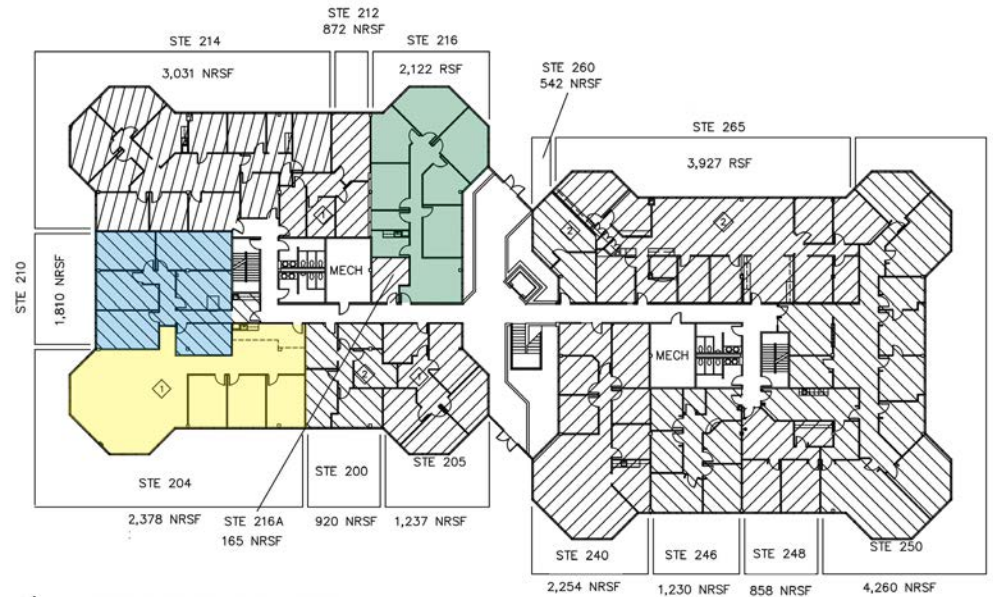 STE 212
872 NRSF
STE 214
3,031 NRSF
STE 216
2,122 RSF
STE 260
542 NRSF
STE 265
3,927 RSF
2
2
1
STE 210
1,810 NRSF
MECH
MECH
1
2
1
STE 204
2,378 NRSF
STE 216A
165 NRSF
STE 200
920 NRSF
STE 205
1,237 NRSF
STE 240
2,254 NRSF
STE 246
1,230 NRSF
STE 248
858 NRSF
STE 250
4,260 NRSF